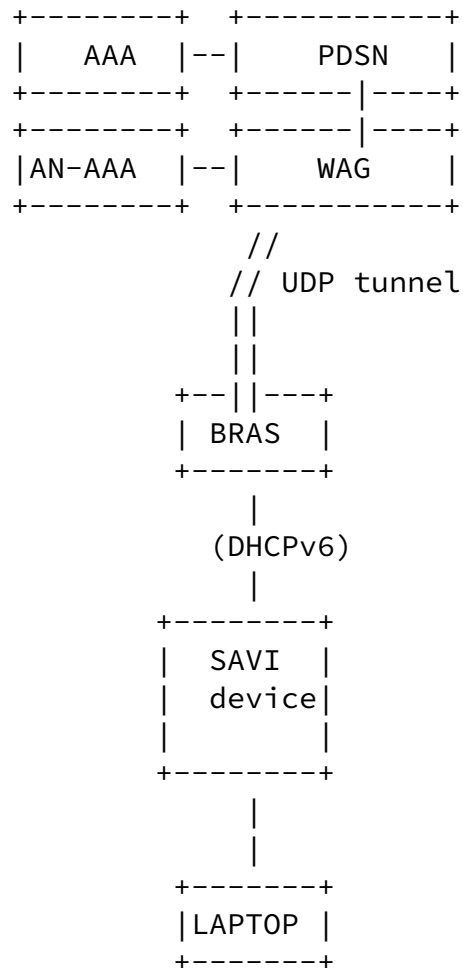 AAA PDSN
AN-AAA WAG
UDP tunnel
BRAS
(DHCPv6)
SAVI
device
LAPTOP